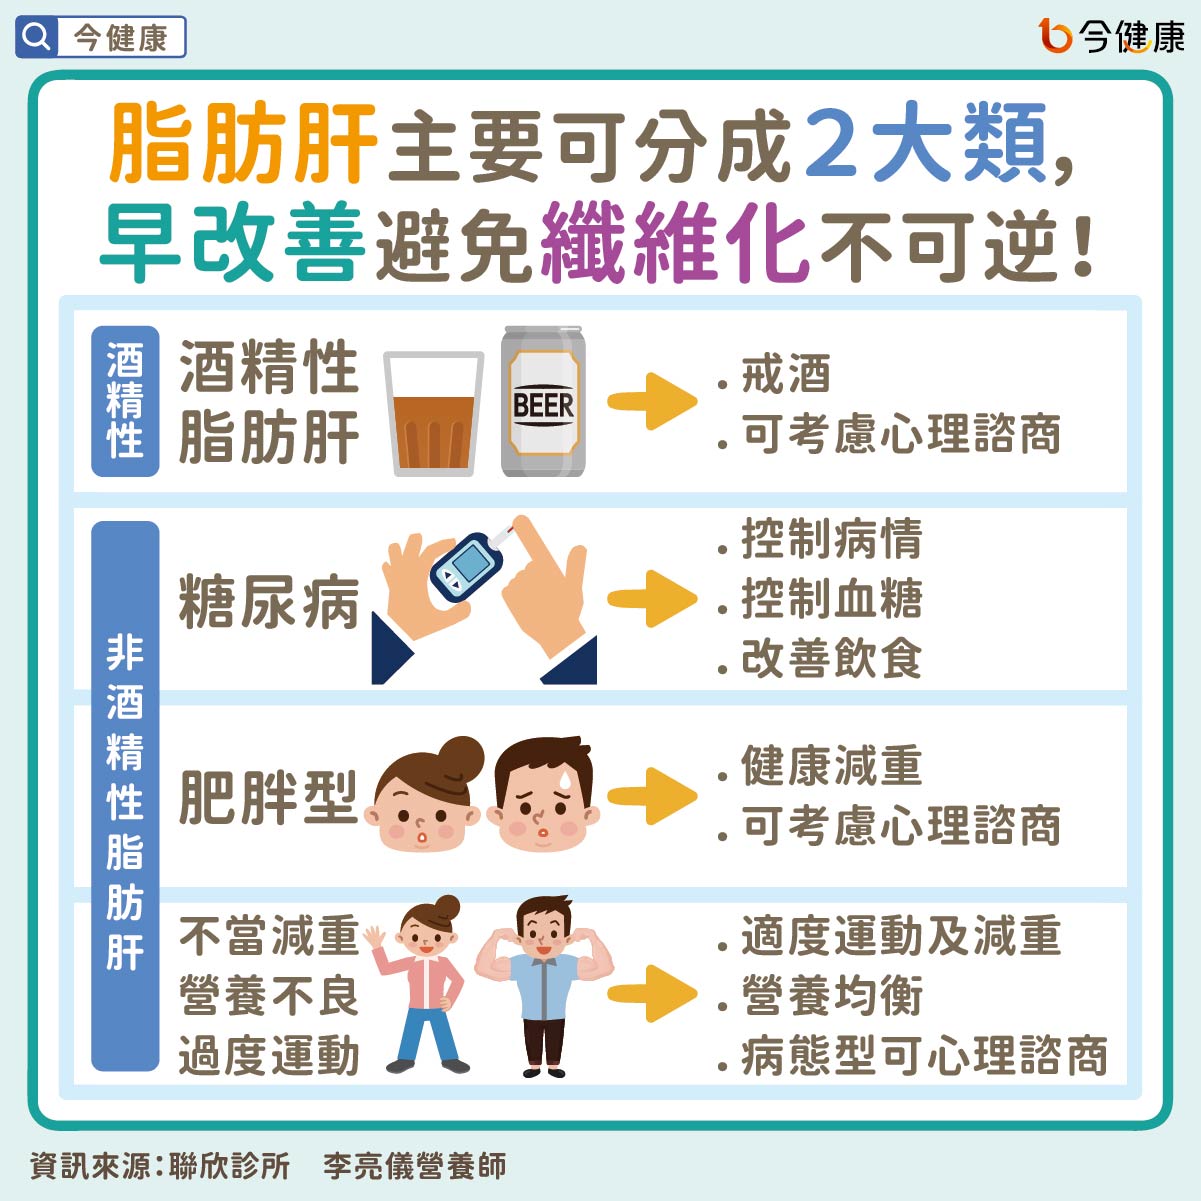 今健康
今健康
脂肪肝主要可分成2大類,
早改善避免纖維化不可逆!
酒精性
酒精性
脂肪肝
BEER
.戒酒
.可考慮心理諮商
非酒精性脂肪肝
糖尿病
.控制病情
.控制血糖
.改善飲食
肥胖型
.健康減重
.可考慮心理諮商
不當減重
營養不良
過度運動
.適度運動及減重
.營養均衡
.病態型可心理諮商
資訊來源:聯欣診所 李亮儀營養師